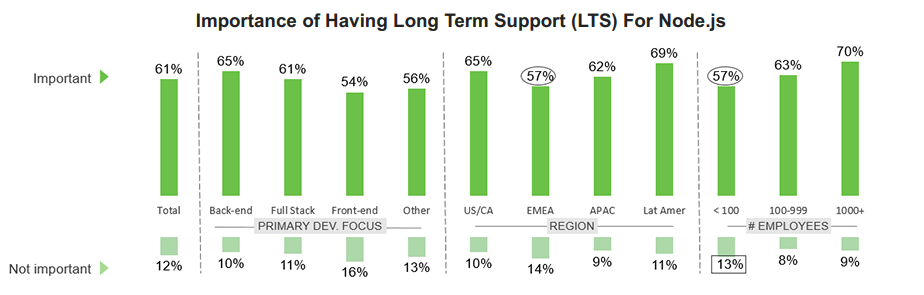 Importance of Having Long Term Support (LTS) For Node.js
Important
61% 65% 61% 54% 56% 65% 57% 62% 69% 57% 63% 70%
Total Back-end Full Stack Front-end Other US/CA EMEA APAC Lat Amer < 100 100-999 1000+
PRIMARY DEV. FOCUS REGION # EMPLOYEES
Not important
12% 10% 11% 16% 13% 10% 14% 9% 11% 13% 8% 9%